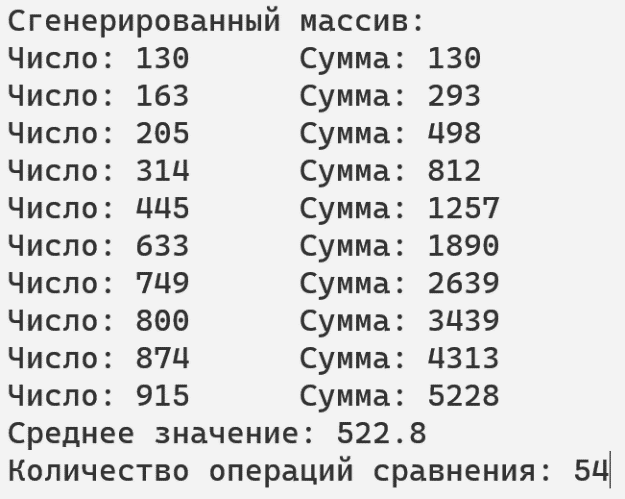 Сгенерированный массив:
Число: 130 Сумма: 130
Число: 163 Сумма: 293
Число: 205 Сумма: 498
Число: 314 Сумма: 812
Число: 445 Сумма: 1257
Число: 633 Сумма: 1890
Число: 749 Сумма: 2639
Число: 800 Сумма: 3439
Число: 874 Сумма: 4313
Число: 915 Сумма: 5228
Среднее значение: 522.8
Количество операций сравнения: 54